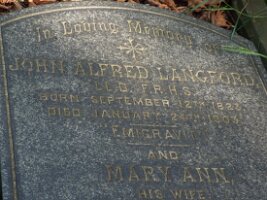 In Loving Memory of
JOHN ALFRED LANGFORD,
LL.D. F.R.H.S.
BORN SEPTEMBER 12TH 1823,
DIED JANUARY 24TH 1903.
"EMIGRAVIT"
AND
MARY ANN,
HIS WIFE,